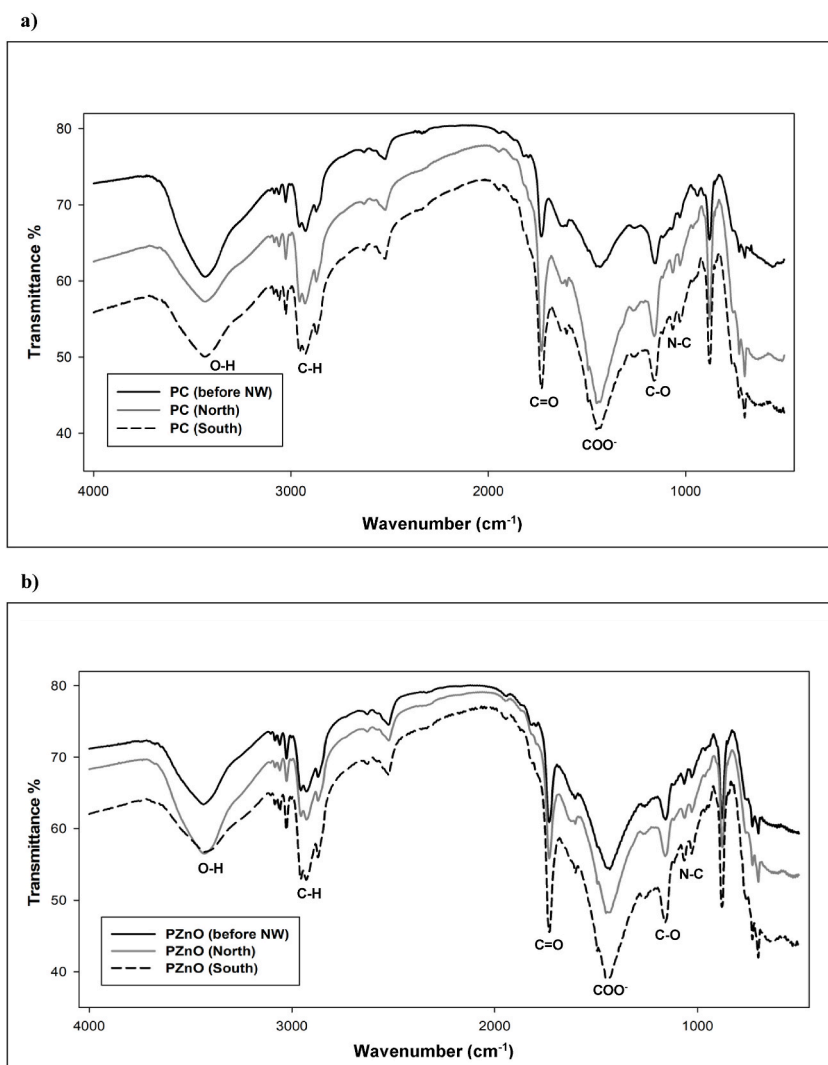 a)
80
70
60
50
40
Transmittance %
O-H
C-H
C=O
COO⁻
C-O
N-C
PC (before NW)
PC (North)
PC (South)
4000
3000
2000
1000
Wavenumber (cm⁻¹)
b)
80
70
60
50
40
Transmittance %
O-H
C-H
C=O
COO⁻
C-O
N-C
PZnO (before NW)
PZnO (North)
PZnO (South)
4000
3000
2000
1000
Wavenumber (cm⁻¹)